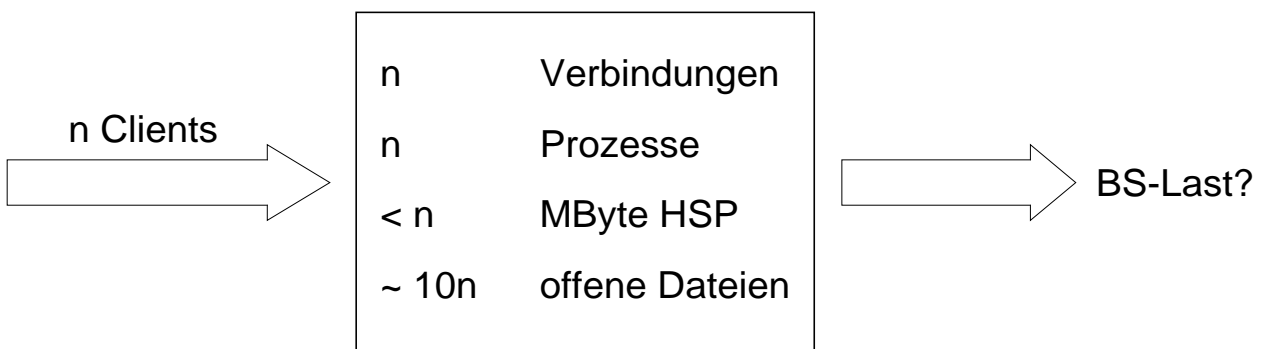 n Clients
n Verbindungen
n Prozesse
< n MByte HSP
~ 10n offene Dateien
BS-Last?